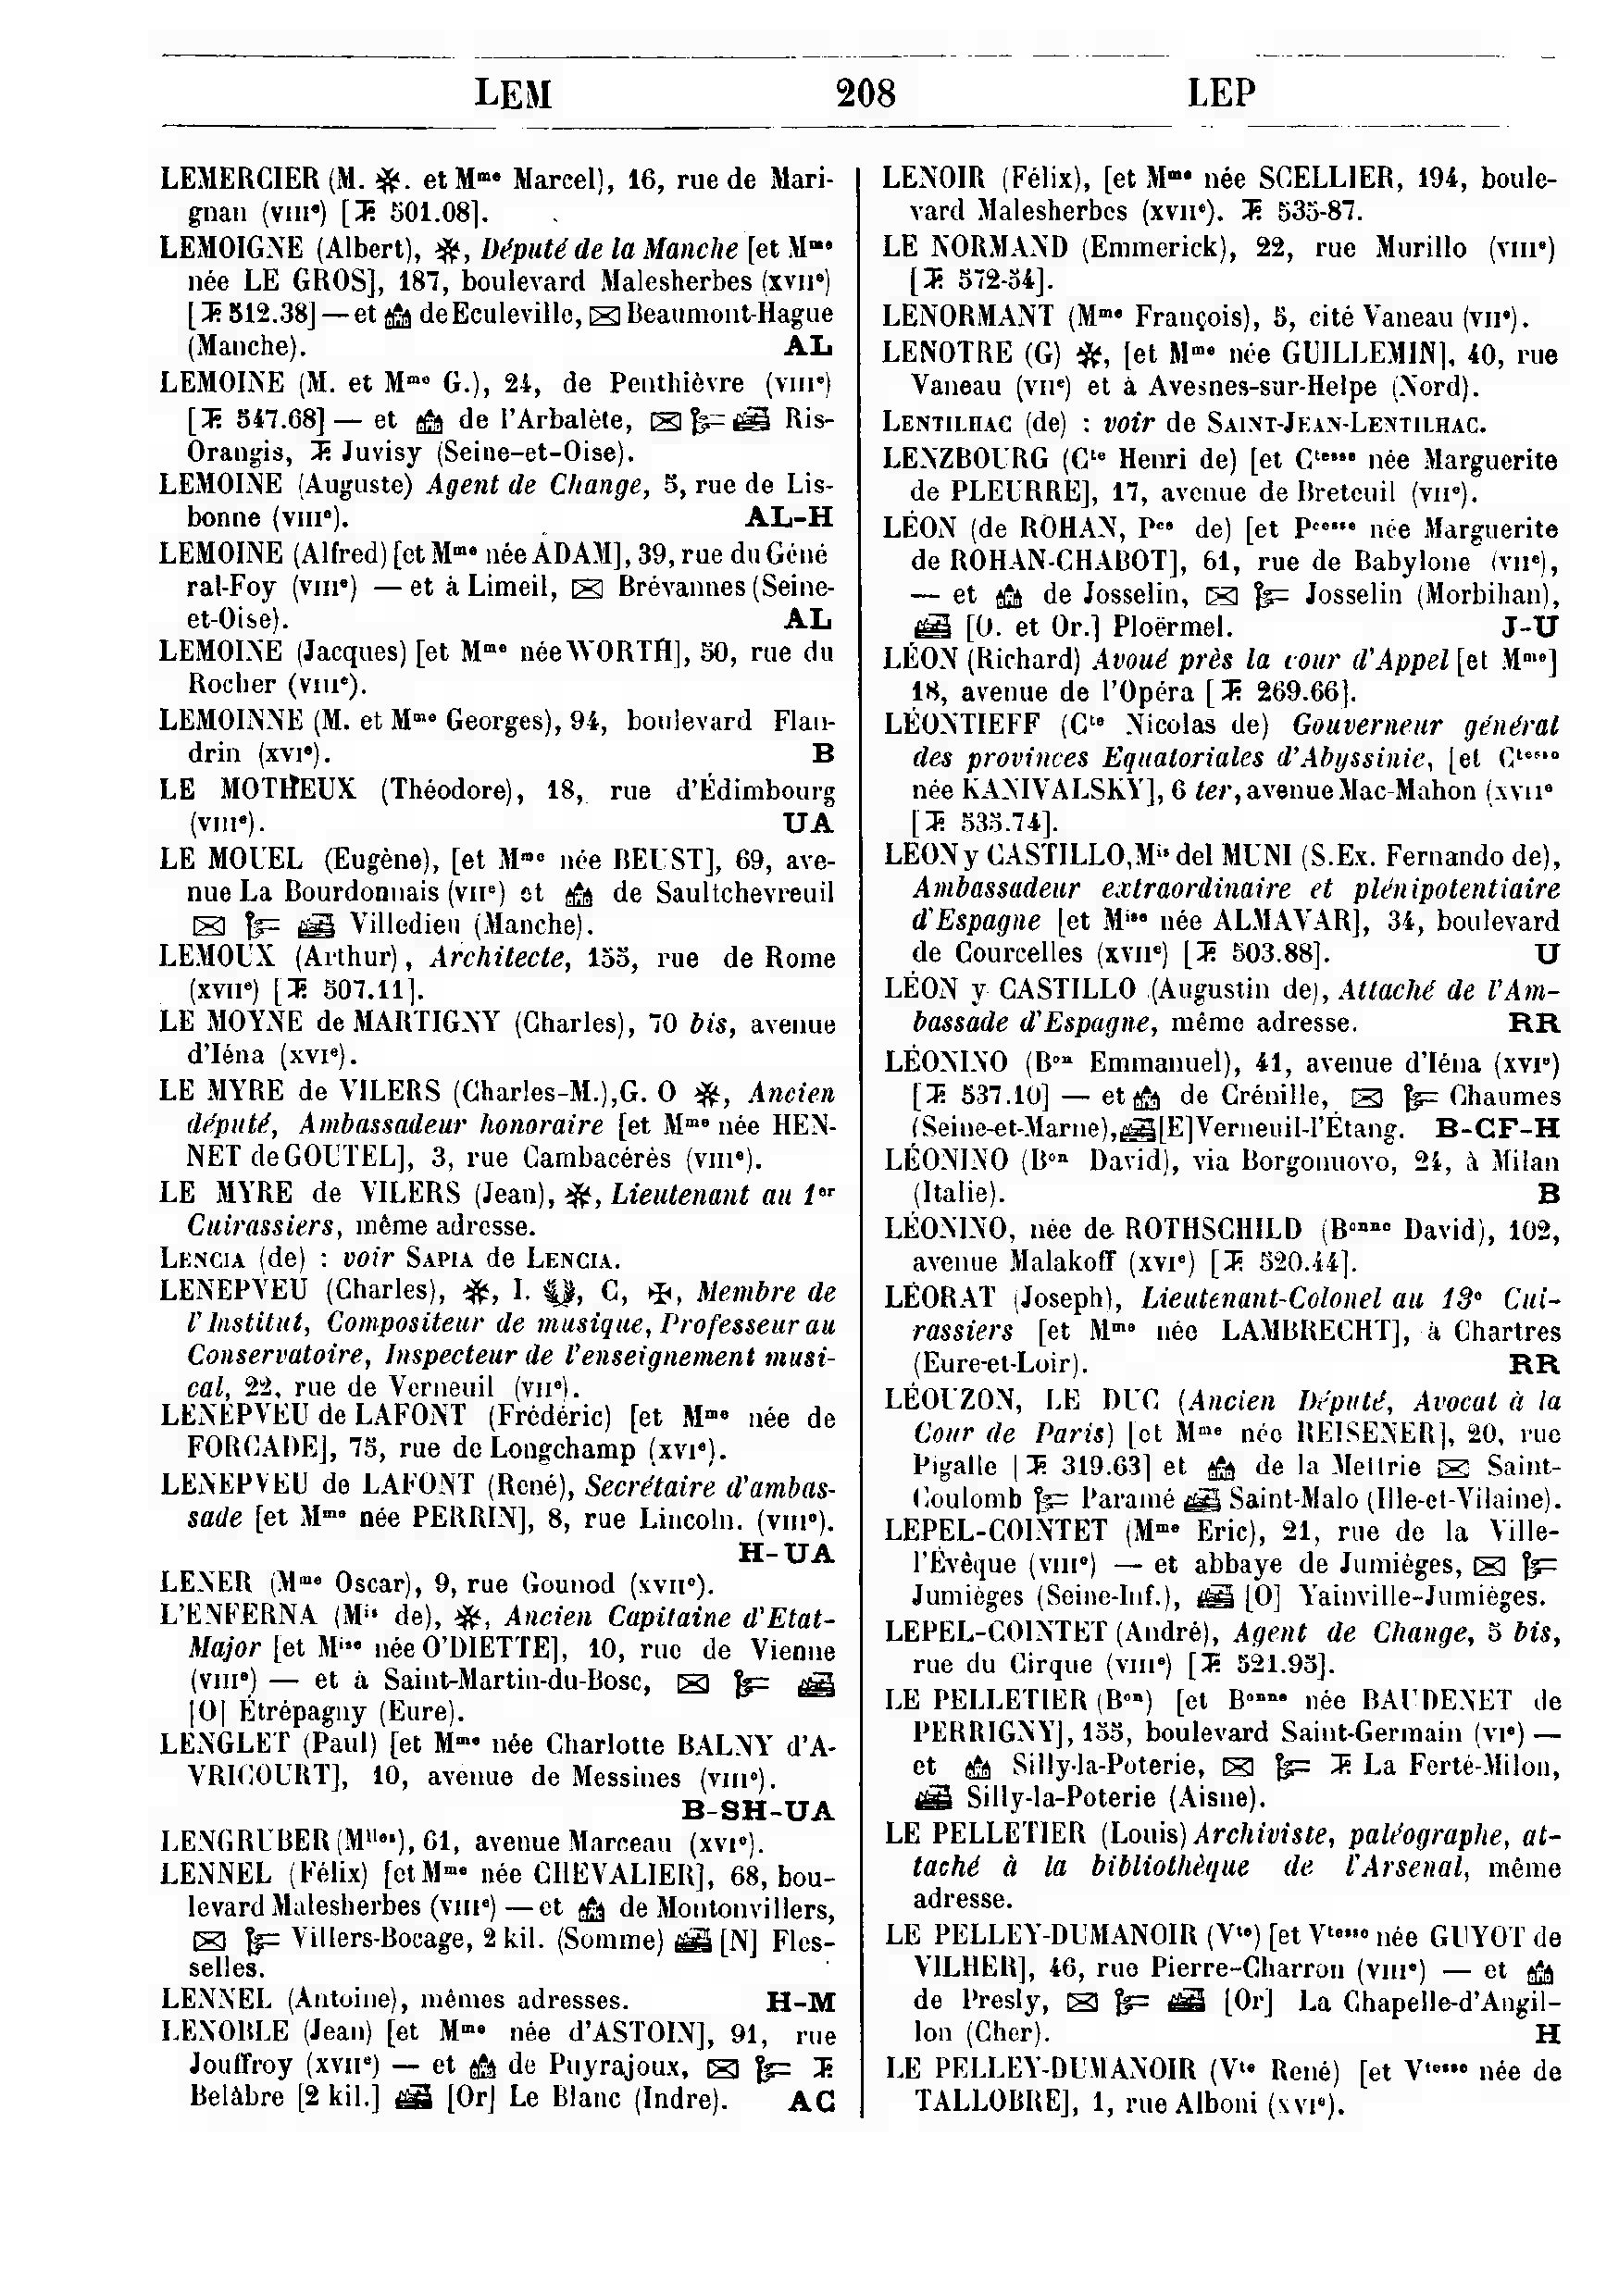 LEM 208 LEP
LEMERCIER (M. ✻. et Mme Marcel), 16, rue de Mari-
gnan (VIIIe) [T. 501.08].
LEMOIGNE (Albert), ✻, Député de la Manche [et Mme
née LE GROS], 187, boulevard Malesherbes (XVIIe)
[T. 512.38] — et de Eculeville, Beaumont-Hague
(Manche). AL
LEMOINE (M. et Mme G.), 24, de Penthièvre (VIIIe)
[T. 547.68] — et de l'Arbalète, Ris-
Orangis, T. Juvisy (Seine-et-Oise).
LEMOINE (Auguste) Agent de Change, 5, rue de Lis-
bonne (VIIIe). AL-H
LEMOINE (Alfred) [et Mme née ADAM], 39, rue du Géné
ral-Foy (VIIIe) — et à Limeil, Brévannes (Seine-
et-Oise). AL
LEMOINE (Jacques) [et Mme née WORTH], 50, rue du
Rocher (VIIIe).
LEMOINNE (M. et Mme Georges), 94, boulevard Flan-
drin (XVIe). B
LE MOTHEUX (Théodore), 18, rue d'Édimbourg
(VIIIe). UA
LE MOUEL (Eugène), [et Mme née BEUST], 69, ave-
nue La Bourdonnais (VIIe) et de Saultchevreuil
Villedieu (Manche).
LEMOUX (Arthur), Architecte, 155, rue de Rome
(XVIIe) [T. 507.11].
LE MOYNE de MARTIGNY (Charles), 70 bis, avenue
d'Iéna (XVIe).
LE MYRE de VILERS (Charles-M.), G. O ✻, Ancien
député, Ambassadeur honoraire [et Mme née HEN-
NET de GOUTEL], 3, rue Cambacérès (VIIIe).
LE MYRE de VILERS (Jean), ✻, Lieutenant au 1er
Cuirassiers, même adresse.
LENCIA (de) : voir SAPIA de LENCIA.
LENEPVEU (Charles), ✻, I. , C, ✠, Membre de
l'Institut, Compositeur de musique, Professeur au
Conservatoire, Inspecteur de l'enseignement musi-
cal, 22, rue de Verneuil (VIIe).
LENEPVEU de LAFONT (Frédéric) [et Mme née de
FORCADE], 75, rue de Longchamp (XVIe).
LENEPVEU de LAFONT (René), Secrétaire d'ambas-
sade [et Mme née PERRIN], 8, rue Lincoln. (VIIIe).
H-UA
LENER (Mme Oscar), 9, rue Gounod (XVIIe).
L'ENFERNA (Mis de), ✻, Ancien Capitaine d'Etat-
Major [et Mise née O'DIETTE], 10, rue de Vienne
(VIIIe) — et à Saint-Martin-du-Bosc,
[O] Étrépagny (Eure).
LENGLET (Paul) [et Mme née Charlotte BALNY d'A-
VRICOURT], 10, avenue de Messines (VIIIe).
B-SH-UA
LENGRUBER (Mlles), 61, avenue Marceau (XVIe).
LENNEL (Félix) [et Mme née CHEVALIER], 68, bou-
levard Malesherbes (VIIIe) — et de Montonvillers,
Villers-Bocage, 2 kil. (Somme) [N] Fles-
selles.
LENNEL (Antoine), mêmes adresses. H-M
LENOBLE (Jean) [et Mme née d'ASTOIN], 91, rue
Jouffroy (XVIIe) — et de Puyrajoux, T.
Belâbre [2 kil.] [Or] Le Blanc (Indre). AC
LENOIR (Félix), [et Mme née SCELLIER, 194, boule-
vard Malesherbes (XVIIe). T. 535-87.
LE NORMAND (Emmerick), 22, rue Murillo (VIIIe)
[T. 572-54].
LENORMANT (Mme François), 5, cité Vaneau (VIIe).
LENOTRE (G) ✻, [et Mme née GUILLEMIN], 40, rue
Vaneau (VIIe) et à Avesnes-sur-Helpe (Nord).
LENTILHAC (de) : voir de SAINT-JEAN-LENTILHAC.
LENZBOURG (Cte Henri de) [et Ctesse née Marguerite
de PLEURRE], 17, avenue de Breteuil (VIIe).
LÉON (de ROHAN, Pce de) [et Pcesse née Marguerite
de ROHAN-CHABOT], 61, rue de Babylone (VIIe),
— et de Josselin, Josselin (Morbihan),
[O. et Or.] Ploërmel. J-U
LÉON (Richard) Avoué près la cour d'Appel [et Mme]
18, avenue de l'Opéra [T. 269.66].
LÉONTIEFF (Cte Nicolas de) Gouverneur général
des provinces Equatoriales d'Abyssinie, [et Ctesse
née KANIVALSKY], 6 ter, avenue Mac-Mahon (XVIIe
[T. 535.74].
LÉON y CASTILLO, Mis del MUNI (S. Ex. Fernando de),
Ambassadeur extraordinaire et plénipotentiaire
d'Espagne [et Mise née ALMAVAR], 34, boulevard
de Courcelles (XVIIe) [T. 503.88]. U
LÉON y CASTILLO (Augustin de), Attaché de l'Am-
bassade d'Espagne, même adresse. RR
LÉONINO (Bon Emmanuel), 41, avenue d'Iéna (XVIe)
[T. 537.10] — et de Crénille, Chaumes
(Seine-et-Marne), [E] Verneuil-l'Étang. B-CF-H
LÉONINO (Bon David), via Borgonuovo, 24, à Milan
(Italie). B
LÉONINO, née de ROTHSCHILD (Bonne David), 102,
avenue Malakoff (XVIe) [T. 520.44].
LÉORAT (Joseph), Lieutenant-Colonel au 13e Cui-
rassiers [et Mme née LAMBRECHT], à Chartres
(Eure-et-Loir). RR
LÉOUZON, LE DUC (Ancien Député, Avocat à la
Cour de Paris) [et Mme née REISENER], 20, rue
Pigalle [T. 319.63] et de la Mettrie Saint-
Coulomb Paramé Saint-Malo (Ille-et-Vilaine).
LEPEL-COINTET (Mme Eric), 21, rue de la Ville-
l'Évêque (VIIIe) — et abbaye de Jumièges,
Jumièges (Seine-Inf.), [O] Yainville-Jumièges.
LEPEL-COINTET (André), Agent de Change, 5 bis,
rue du Cirque (VIIIe) [T. 521.95].
LE PELLETIER (Bon) [et Bonne née BAUDENET de
PERRIGNY], 155, boulevard Saint-Germain (VIe) —
et Silly-la-Poterie, T. La Ferté-Milon,
Silly-la-Poterie (Aisne).
LE PELLETIER (Louis) Archiviste, paléographe, at-
taché à la bibliothèque de l'Arsenal, même
adresse.
LE PELLEY-DUMANOIR (Vte) [et Vtesse née GUYOT de
VILHER], 46, rue Pierre-Charron (VIIIe) — et
de Presly, [Or] La Chapelle-d'Angil-
lon (Cher). H
LE PELLEY-DUMANOIR (Vte René) [et Vtesse née de
TALLOBRE], 1, rue Alboni (XVIe).